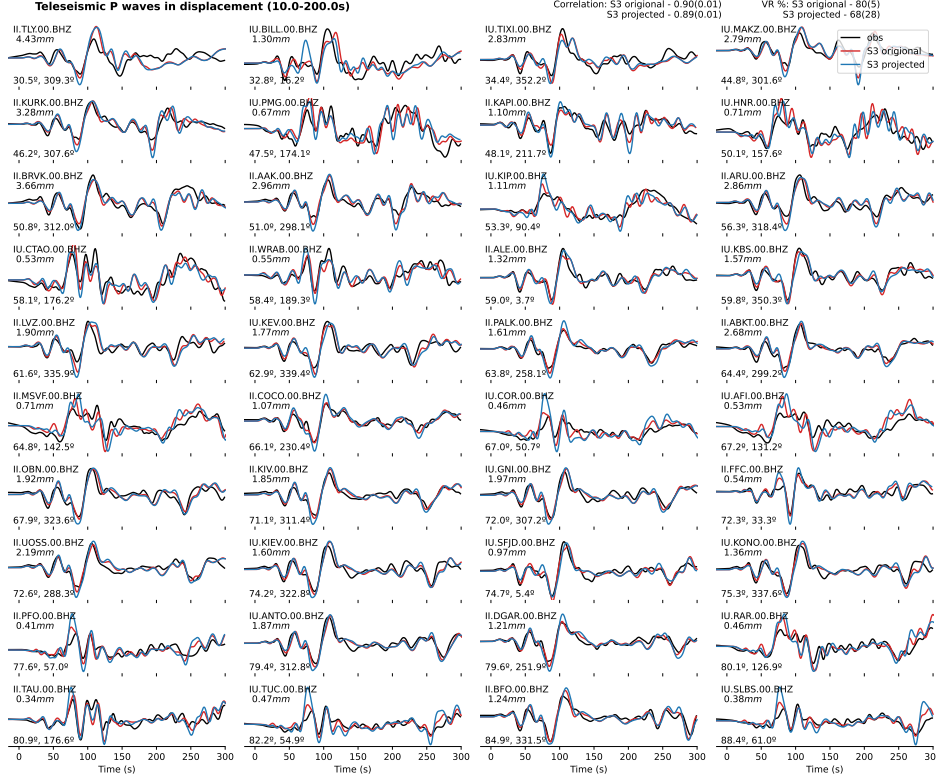 Teleseismic P waves in displacement (10.0-200.0s)
Correlation: S3 origional - 0.90(0.01)
S3 projected - 0.89(0.01)
VR %: S3 origional - 80(5)
S3 projected - 68(28)
obs
S3 origional
S3 projected
II.TLY.00.BHZ
4.43mm
30.5º, 309.3º
IU.BILL.00.BHZ
1.30mm
32.8º, 16.2º
IU.TIXI.00.BHZ
2.83mm
34.4º, 352.2º
IU.MAKZ.00.BHZ
2.79mm
44.8º, 301.6º
II.KURK.00.BHZ
3.28mm
46.2º, 307.6º
IU.PMG.00.BHZ
0.67mm
47.5º, 174.1º
II.KAPI.00.BHZ
1.10mm
48.1º, 211.7º
IU.HNR.00.BHZ
0.71mm
50.1º, 157.6º
II.BRVK.00.BHZ
3.66mm
50.8º, 312.0º
II.AAK.00.BHZ
2.96mm
51.0º, 298.1º
IU.KIP.00.BHZ
1.11mm
53.3º, 90.4º
II.ARU.00.BHZ
2.86mm
56.3º, 318.4º
IU.CTAO.00.BHZ
0.53mm
58.1º, 176.2º
II.WRAB.00.BHZ
0.55mm
58.4º, 189.3º
II.ALE.00.BHZ
1.32mm
59.0º, 3.7º
IU.KBS.00.BHZ
1.57mm
59.8º, 350.3º
II.LVZ.00.BHZ
1.90mm
61.6º, 335.9º
IU.KEV.00.BHZ
1.77mm
62.9º, 339.4º
II.PALK.00.BHZ
1.61mm
63.8º, 258.1º
II.ABKT.00.BHZ
2.68mm
64.4º, 299.2º
II.MSVF.00.BHZ
0.71mm
64.8º, 142.5º
II.COCO.00.BHZ
1.07mm
66.1º, 230.4º
IU.COR.00.BHZ
0.46mm
67.0º, 50.7º
IU.AFI.00.BHZ
0.53mm
67.2º, 131.2º
II.OBN.00.BHZ
1.92mm
67.9º, 323.6º
II.KIV.00.BHZ
1.85mm
71.1º, 311.4º
IU.GNI.00.BHZ
1.97mm
72.0º, 307.2º
II.FFC.00.BHZ
0.54mm
72.3º, 33.3º
II.UOSS.00.BHZ
2.19mm
72.6º, 288.3º
IU.KIEV.00.BHZ
1.60mm
74.2º, 322.8º
IU.SFJD.00.BHZ
0.97mm
74.7º, 5.4º
IU.KONO.00.BHZ
1.36mm
75.3º, 337.6º
II.PFO.00.BHZ
0.41mm
77.6º, 57.0º
IU.ANTO.00.BHZ
1.87mm
79.4º, 312.8º
II.DGAR.00.BHZ
1.21mm
79.6º, 251.9º
IU.RAR.00.BHZ
0.46mm
80.1º, 126.9º
II.TAU.00.BHZ
0.34mm
80.9º, 176.6º
IU.TUC.00.BHZ
0.47mm
82.2º, 54.9º
II.BFO.00.BHZ
1.24mm
84.9º, 331.5º
IU.SLBS.00.BHZ
0.38mm
88.4º, 61.0º
0 50 100 150 200 250 300
0 50 100 150 200 250 300
0 50 100 150 200 250 300
0 50 100 150 200 250
Time (s)
Time (s)
Time (s)
Time (s)